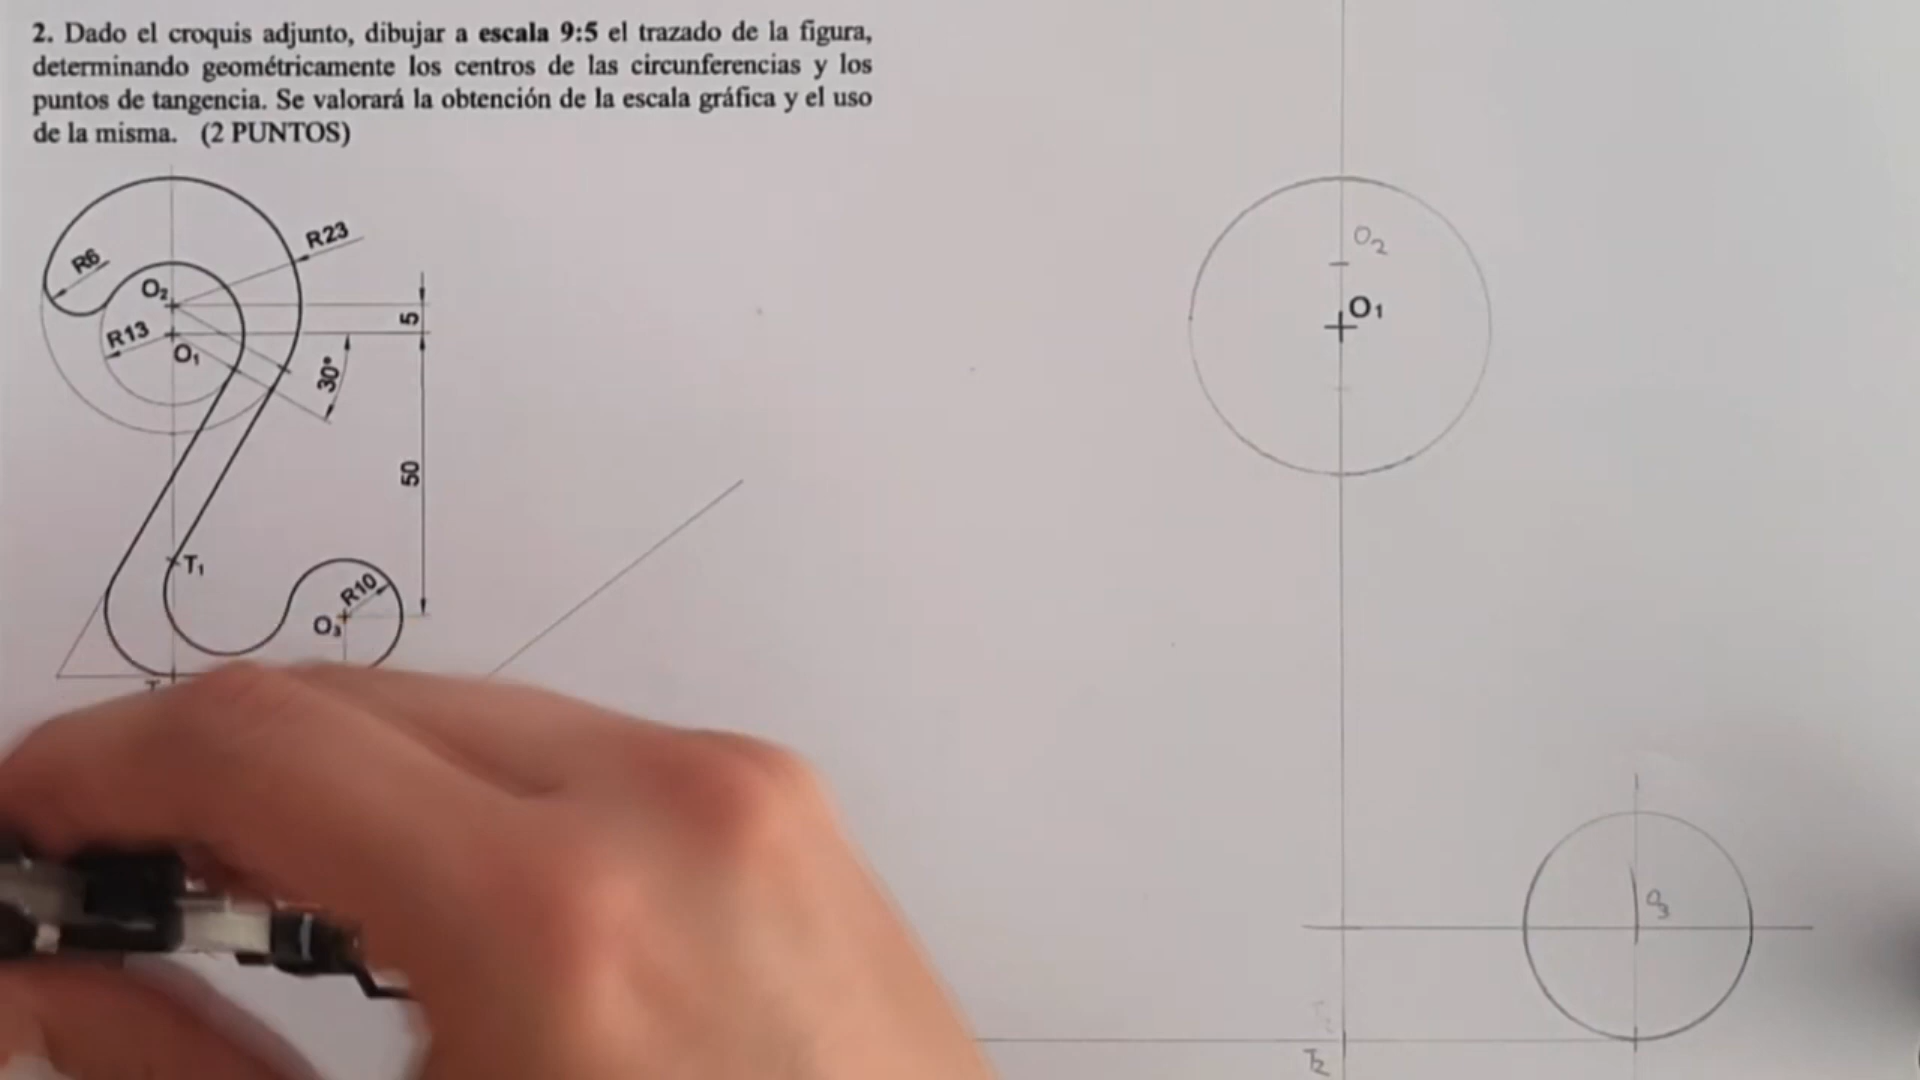 2. Dado el croquis adjunto, dibujar a escala 9:5 el trazado de la figura,
determinando geométricamente los centros de las circunferencias y los
puntos de tangencia. Se valorará la obtención de la escala gráfica y el uso
de la misma. (2 PUNTOS)
R23
R6
O2
5
R13
O1
30°
50
T1
R10
O3
O2
O1
O3
T2